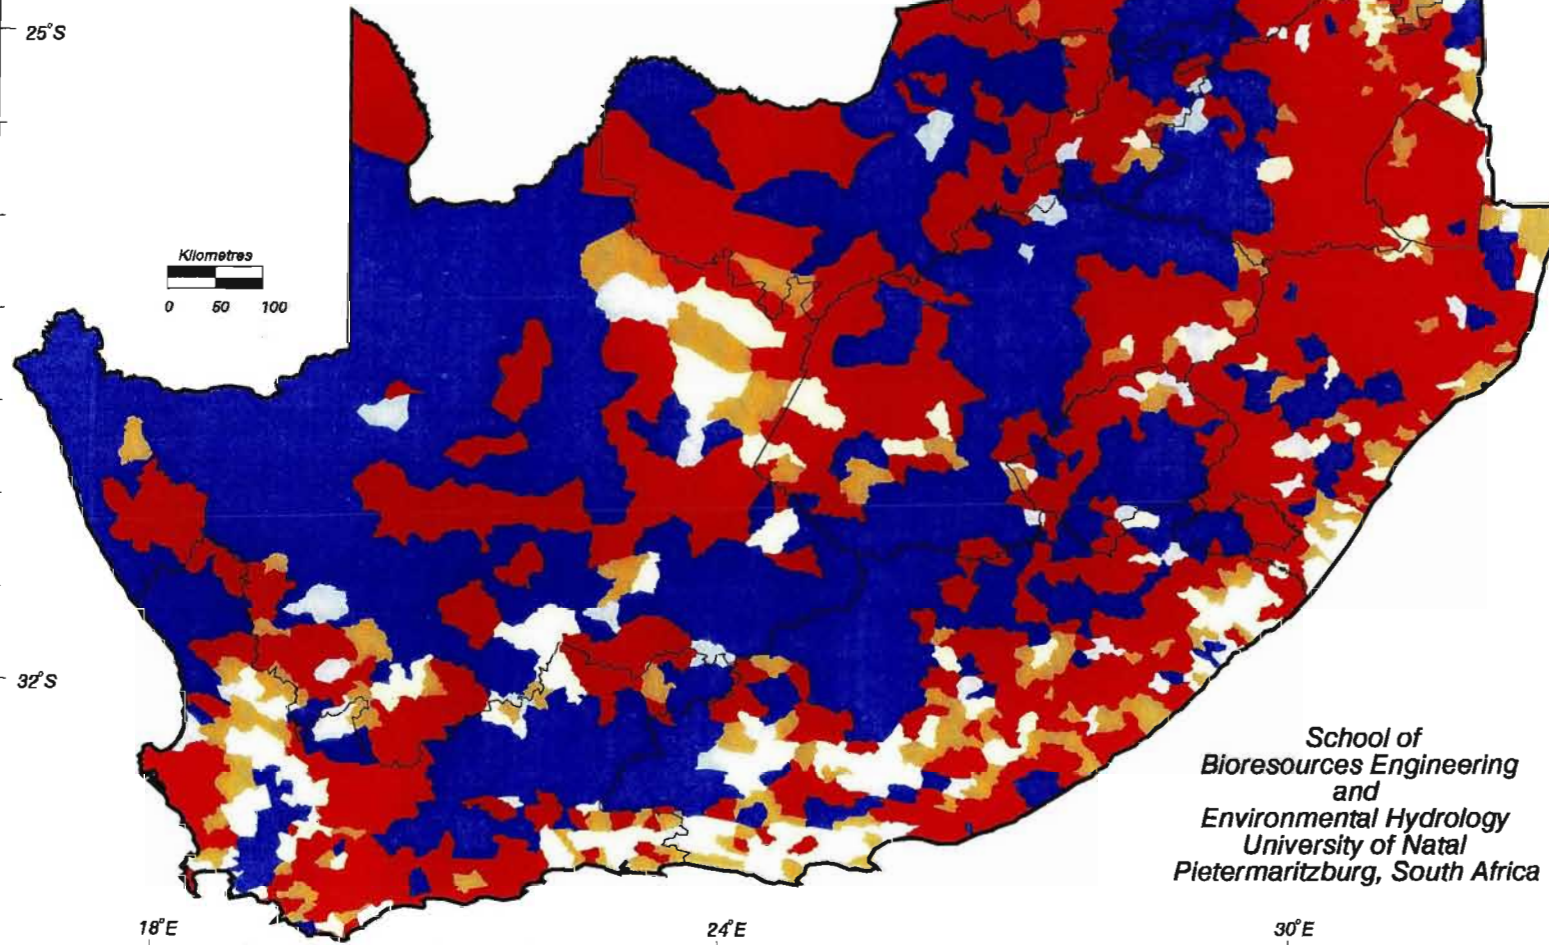 25°S
Kilometres
0 50 100
32°S
School of
Bioresources Engineering
and
Environmental Hydrology
University of Natal
Pietermaritzburg, South Africa
18°E 24°E 30°E